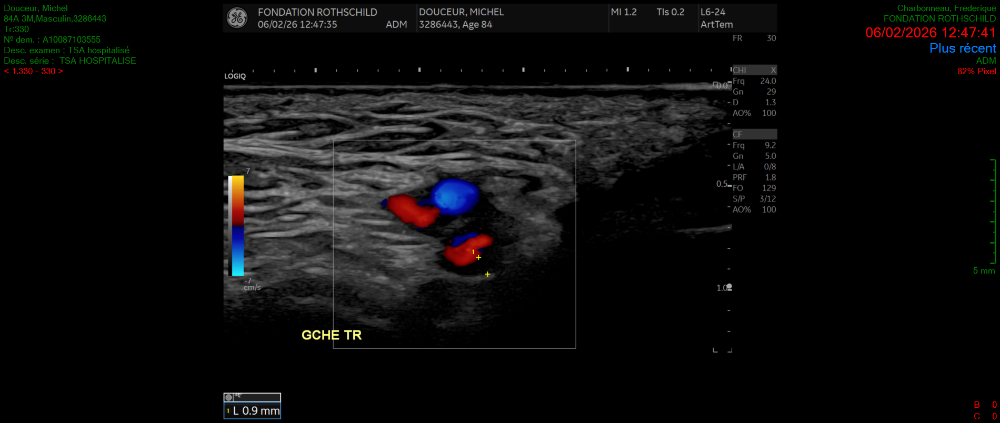 Douceur, Michel
84A 3M,Masculin,3286443
Tr:330
Nº dem. : A10087103555
Desc. examen : TSA hospitalisé
Desc. série : TSA HOSPITALISE
< 1.330 - 330 >
FONDATION ROTHSCHILD
06/02/26 12:47:35 ADM
DOUCEUR, MICHEL
3286443, Age 84
MI 1.2 TIs 0.2
L6-24
ArtTem
Charbonneau, Frederique
FONDATION ROTHSCHILD
06/02/2026 12:47:41
Plus récent
ADM
82% Pixel
FR 30
LOGIQ
CHI X
Frq 24.0
Gn 29
D 1.3
AO% 100
CF
Frq 9.2
Gn 5.0
L/A 0/8
PRF 1.8
FO 129
S/P 3/12
AO% 100
0.0
0.5
1.0
7
-7
cm/s
1
GCHE TR
5 mm
1 L 0.9 mm
B 0
C 0